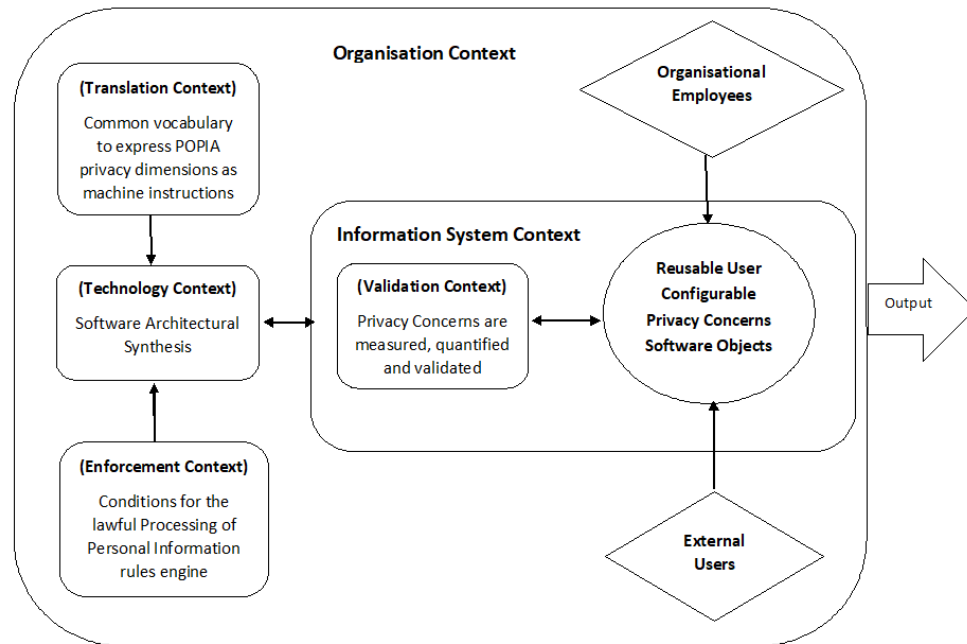 Organisation Context
(Translation Context)
Common vocabulary
to express POPIA
privacy dimensions as
machine instructions
Organisational
Employees
Information System Context
(Technology Context)
Software Architectural
Synthesis
(Validation Context)
Privacy Concerns are
measured, quantified
and validated
Reusable User
Configurable
Privacy Concerns
Software Objects
Output
(Enforcement Context)
Conditions for the
lawful Processing of
Personal Information
rules engine
External
Users